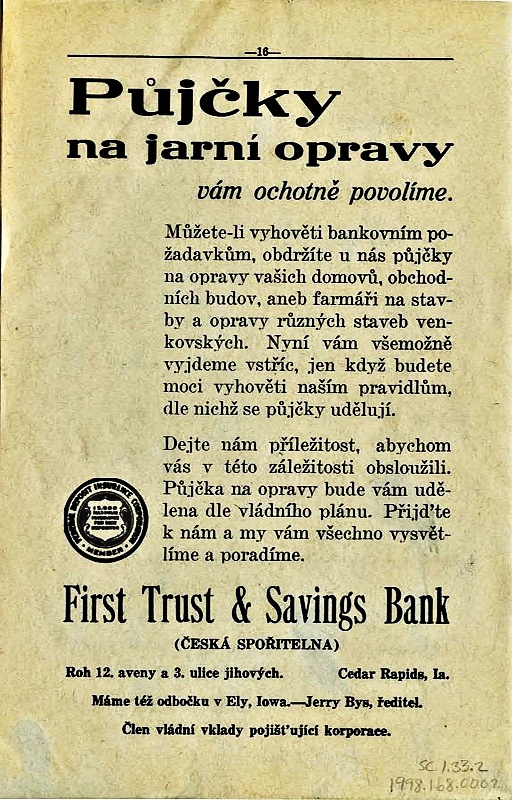 —16—
Půjčky
na jarní opravy
vám ochotně povolíme.
Můžete-li vyhověti bankovním po-
žadavkům, obdržíte u nás půjčky
na opravy vašich domovů, obchod-
ních budov, aneb farmáři na stav-
by a opravy různých staveb ven-
kovských. Nyní vám všemožně
vyjdeme vstříc, jen když budete
moci vyhověti naším pravidlům,
dle nichž se půjčky udělují.
Dejte nám příležitost, abychom
vás v této záležitosti obsloužili.
Půjčka na opravy bude vám udě-
lena dle vládního plánu. Přijďte
k nám a my vám všechno vysvět-
líme a poradíme.
DEPOSIT INSURANCE CORPORATION
MEMBER
First Trust & Savings Bank
(ČESKÁ SPOŘITELNA)
Roh 12. aveny a 3. ulice jihových. Cedar Rapids, Ia.
Máme též odbočku v Ely, Iowa.—Jerry Bys, ředitel.
Člen vládní vklady pojišťující korporace.
SC 1.33.2
1998.168.0002